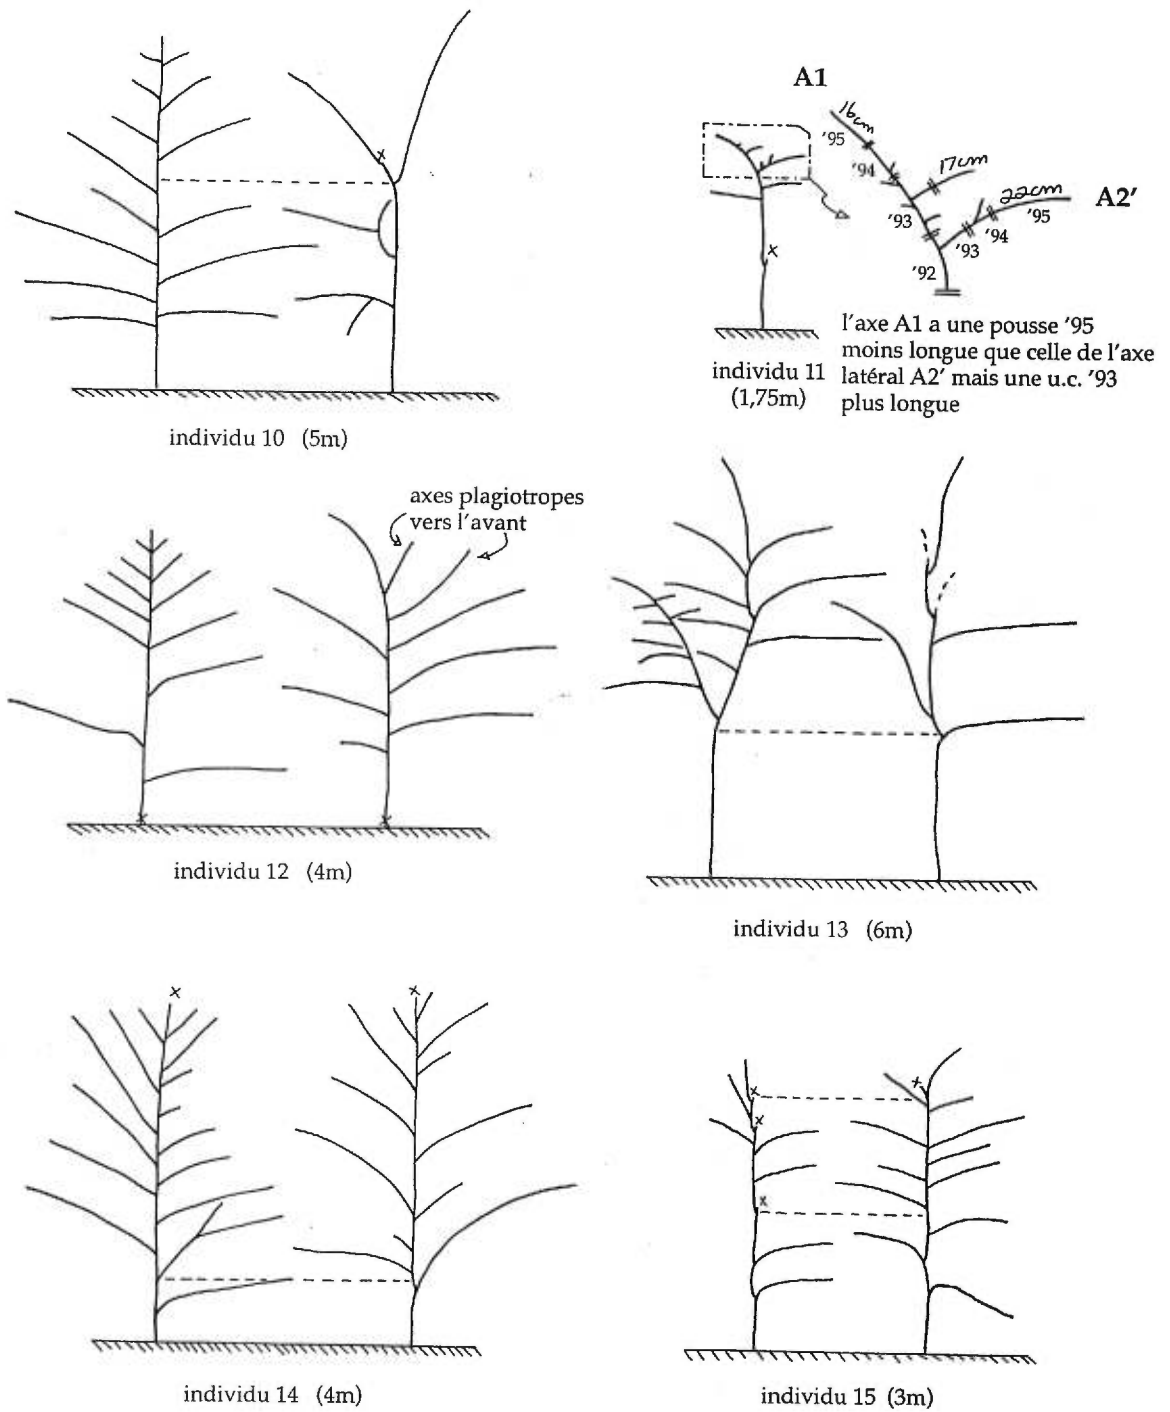 A1
16cm
'95
'94
17cm
22cm
A2'
'93
'95
'94
'93
'92
l'axe A1 a une pousse '95
moins longue que celle de l'axe
latéral A2' mais une u.c. '93
plus longue
individu 11
(1,75m)
individu 10 (5m)
axes plagiotropes
vers l'avant
individu 12 (4m)
individu 13 (6m)
individu 14 (4m)
individu 15 (3m)